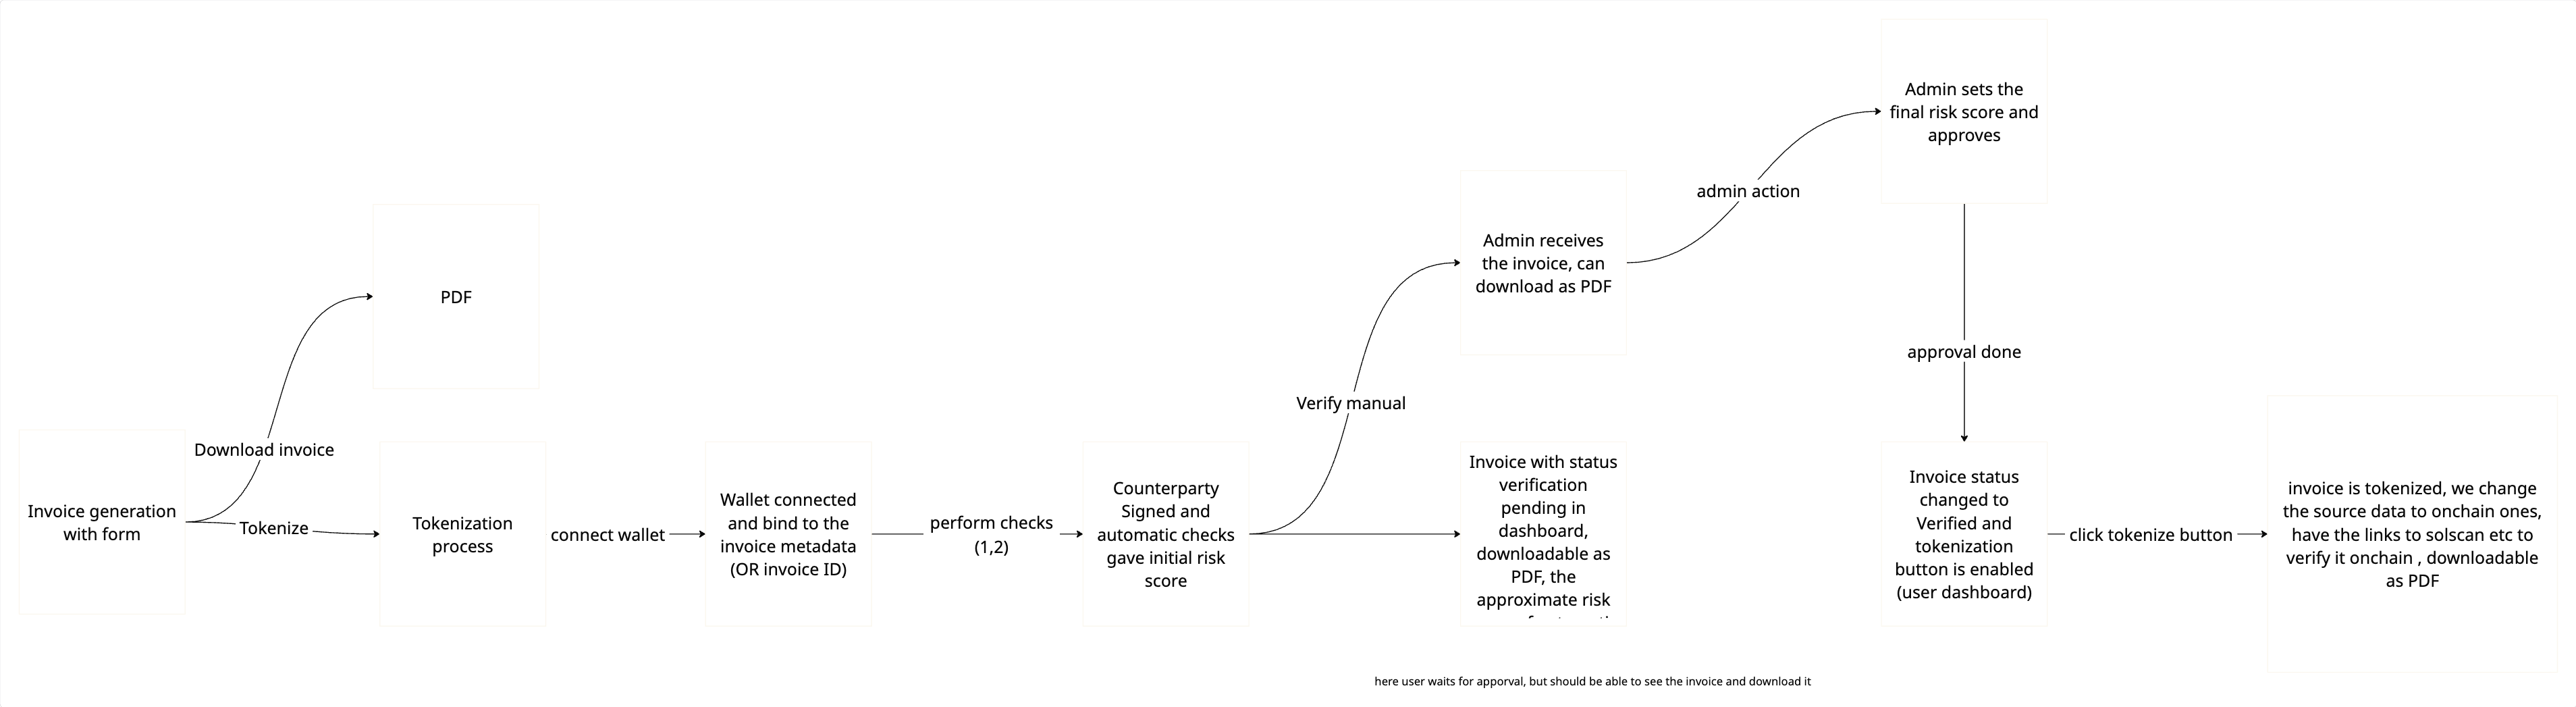 Invoice generation
with form
Download invoice
Tokenize
PDF
Tokenization
process
connect wallet
Wallet connected
and bind to the
invoice metadata
(OR invoice ID)
perform checks
(1,2)
Counterparty
Signed and
automatic checks
gave initial risk
score
Verify manual
Admin receives
the invoice, can
download as PDF
Invoice with status
verification
pending in
dashboard,
downloadable as
PDF, the
approximate risk
here user waits for apporval, but should be able to see the invoice and download it
admin action
Admin sets the
final risk score and
approves
approval done
Invoice status
changed to
Verified and
tokenization
button is enabled
(user dashboard)
click tokenize button
invoice is tokenized, we change
the source data to onchain ones,
have the links to solscan etc to
verify it onchain , downloadable
as PDF